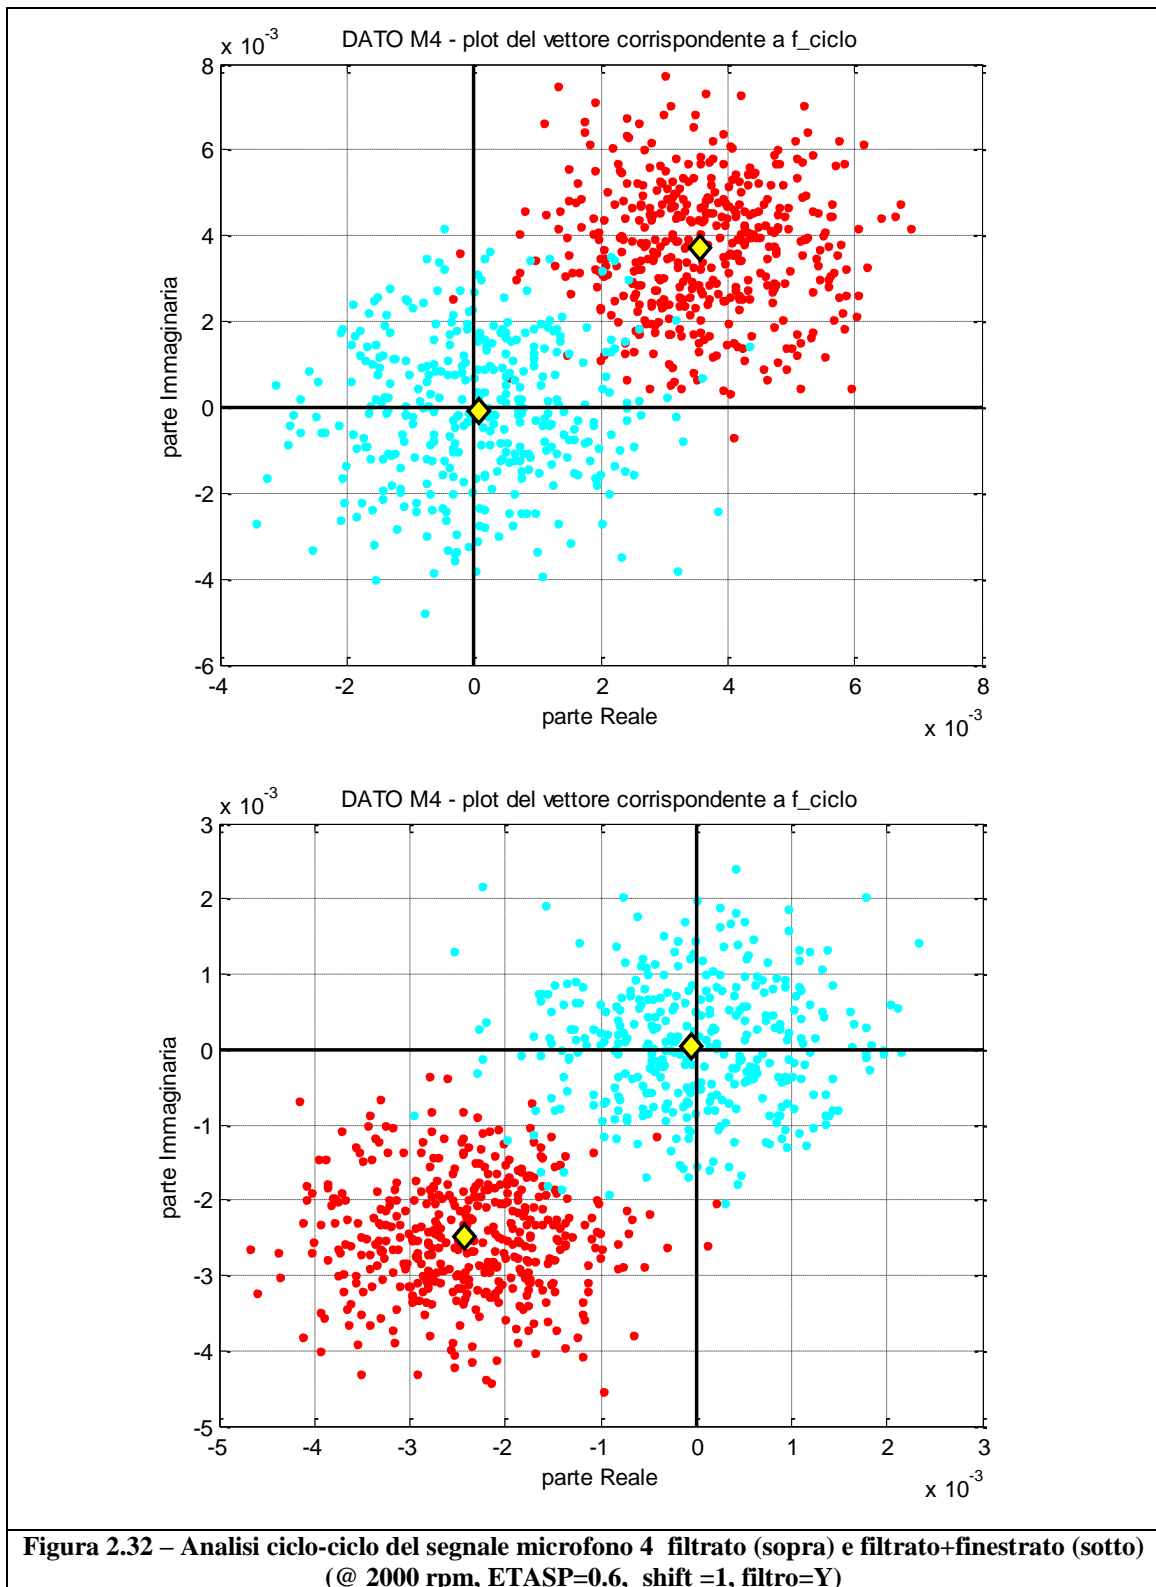 DATO M4 - plot del vettore corrispondente a f_ciclo
x 10^-3
8
6
4
2
0
-2
-4
-6
parte Immaginaria
-4 -2 0 2 4 6 8
parte Reale
x 10^-3
DATO M4 - plot del vettore corrispondente a f_ciclo
x 10^-3
3
2
1
0
-1
-2
-3
-4
-5
parte Immaginaria
-5 -4 -3 -2 -1 0 1 2 3
parte Reale
x 10^-3
Figura 2.32 – Analisi ciclo-ciclo del segnale microfono 4 filtrato (sopra) e filtrato+finestrato (sotto)
(@ 2000 rpm, ETASP=0.6, shift =1, filtro=Y)